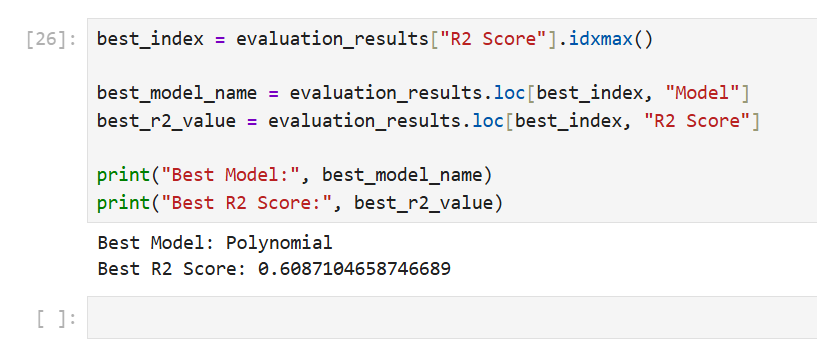 [26]: best_index = evaluation_results["R2 Score"].idxmax()
best_model_name = evaluation_results.loc[best_index, "Model"]
best_r2_value = evaluation_results.loc[best_index, "R2 Score"]
print("Best Model:", best_model_name)
print("Best R2 Score:", best_r2_value)
Best Model: Polynomial
Best R2 Score: 0.6087104658746689
[ ]: